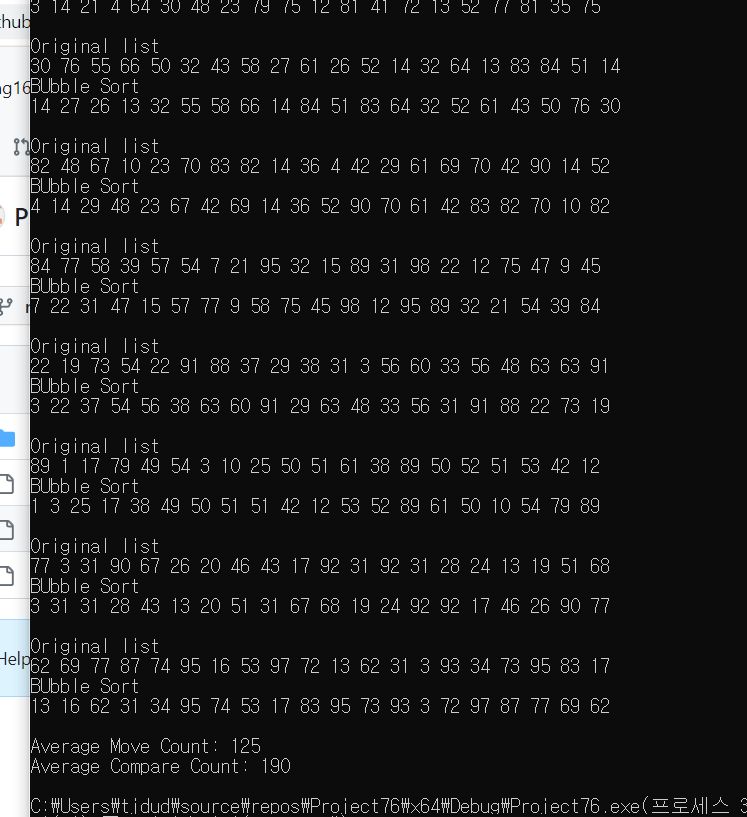 3 14 21 4 64 30 48 23 79 75 12 81 41 72 13 52 77 81 35 75
Original list
30 76 55 66 50 32 43 58 27 61 26 52 14 32 64 13 83 84 51 14
BUbble Sort
14 27 26 13 32 55 58 66 14 84 51 83 64 32 52 61 43 50 76 30
Original list
82 48 67 10 23 70 83 82 14 36 4 42 29 61 69 70 42 90 14 52
BUbble Sort
4 14 29 48 23 67 42 69 14 36 52 90 70 61 42 83 82 70 10 82
Original list
84 77 58 39 57 54 7 21 95 32 15 89 31 98 22 12 75 47 9 45
BUbble Sort
7 22 31 47 15 57 77 9 58 75 45 98 12 95 89 32 21 54 39 84
Original list
22 19 73 54 22 91 88 37 29 38 31 3 56 60 33 56 48 63 63 91
BUbble Sort
3 22 37 54 56 38 63 60 91 29 63 48 33 56 31 91 88 22 73 19
Original list
89 1 17 79 49 54 3 10 25 50 51 61 38 89 50 52 51 53 42 12
BUbble Sort
1 3 25 17 38 49 50 51 51 42 12 53 52 89 61 50 10 54 79 89
Original list
77 3 31 90 67 26 20 46 43 17 92 31 92 31 28 24 13 19 51 68
BUbble Sort
3 31 31 28 43 13 20 51 31 67 68 19 24 92 92 17 46 26 90 77
Original list
62 69 77 87 74 95 16 53 97 72 13 62 31 3 93 34 73 95 83 17
BUbble Sort
13 16 62 31 34 95 74 53 17 83 95 73 93 3 72 97 87 77 69 62
Average Move Count: 125
Average Compare Count: 190
C:\Users\tjdud\source\repos\Project76\x64\Debug\Project76.exe(프로세스 3
thub
g16
P
Help